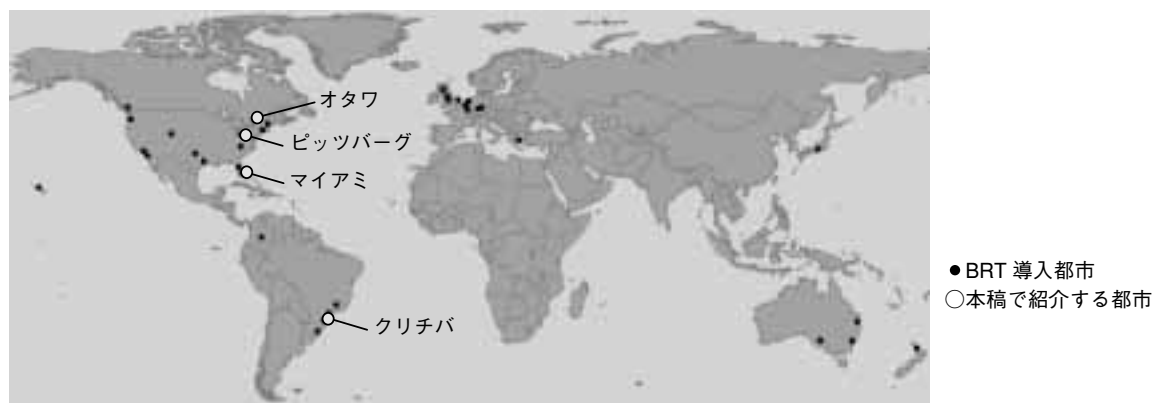 オタワ
ピッツバーグ
マイアミ
クリチバ
●BRT 導入都市
○本稿で紹介する都市